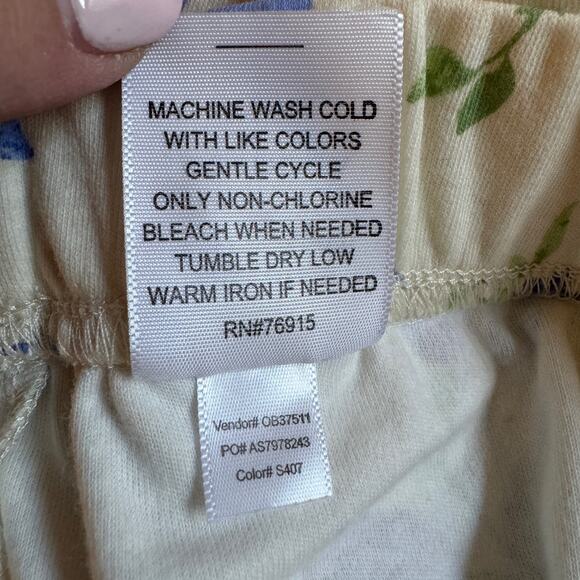 MACHINE WASH COLD
WITH LIKE COLORS
GENTLE CYCLE
ONLY NON-CHLORINE
BLEACH WHEN NEEDED
TUMBLE DRY LOW
WARM IRON IF NEEDED
RN#76915
Vendor# OB37511
PO# AS7978243
Color# S407